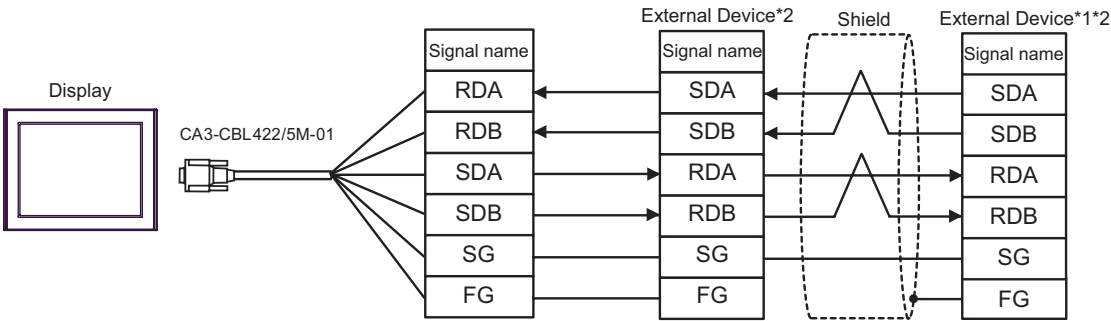 External Device*2
Shield
External Device*1*2
Display
CA3-CBL422/5M-01
Signal name
RDA
RDB
SDA
SDB
SG
FG
Signal name
SDA
SDB
RDA
RDB
SG
FG
Signal name
SDA
SDB
RDA
RDB
SG
FG